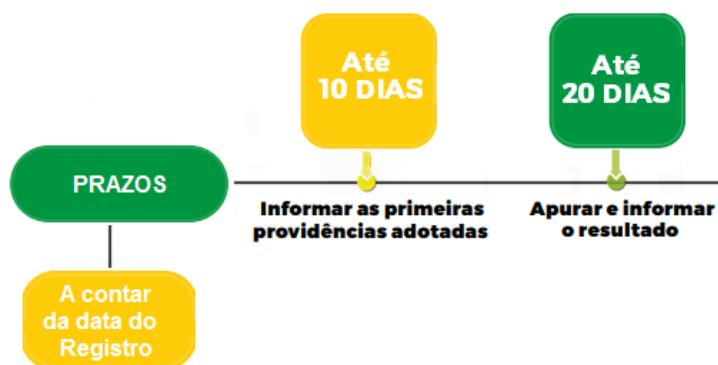 Até
10 DIAS
Até
20 DIAS
PRAZOS
Informar as primeiras
providências adotadas
Apurar e informar
o resultado
A contar
da data do
Registro